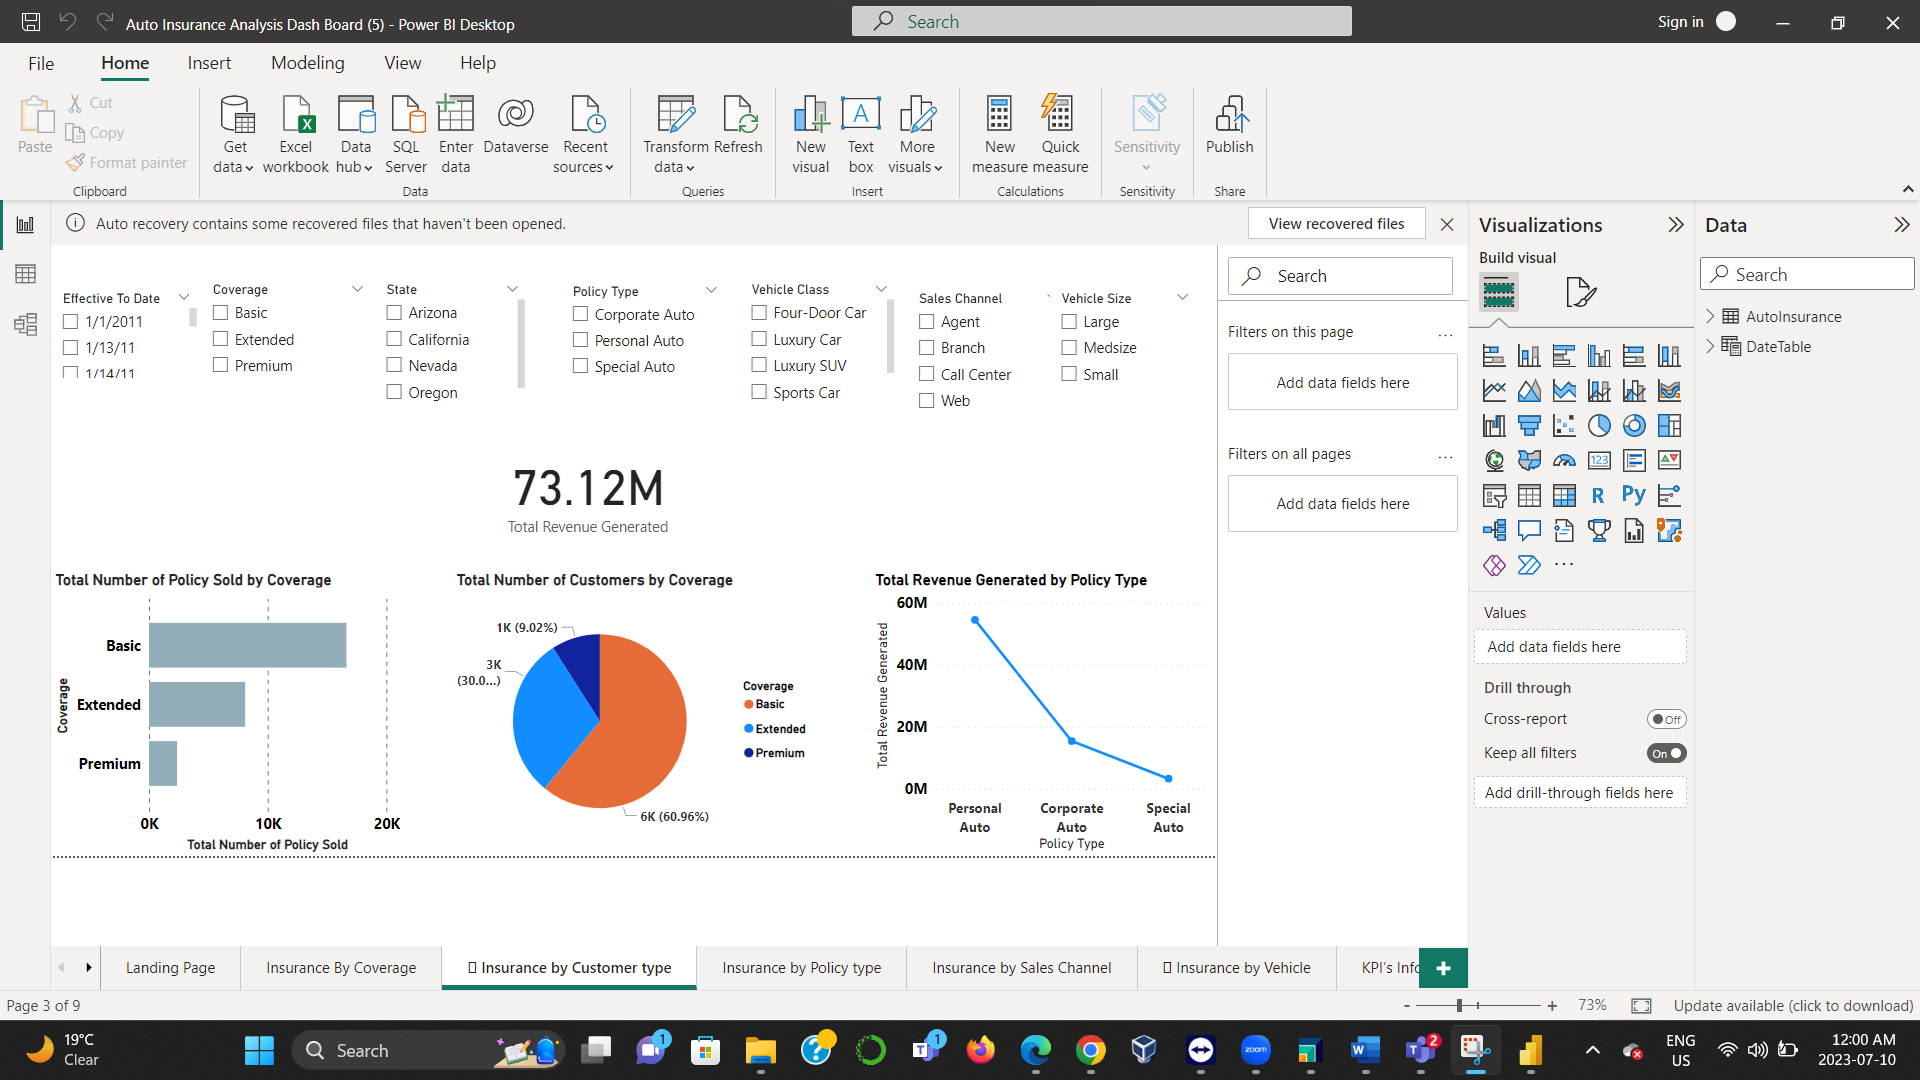 Auto Insurance Analysis Dash Board (5) - Power BI Desktop
Search
Sign in
File
Home
Insert
Modeling
View
Help
Paste
Cut
Copy
Format painter
Clipboard
Get data
Excel workbook
Data hub
SQL Server
Enter data
Dataverse
Recent sources
Data
Transform data
Refresh
Queries
New visual
Text box
More visuals
Insert
New measure
Quick measure
Calculations
Sensitivity
Sensitivity
Publish
Share
Auto recovery contains some recovered files that haven't been opened.
View recovered files
Effective To Date
1/1/2011
1/13/11
1/14/11
Coverage
Basic
Extended
Premium
State
Arizona
California
Nevada
Oregon
Policy Type
Corporate Auto
Personal Auto
Special Auto
Vehicle Class
Four-Door Car
Luxury Car
Luxury SUV
Sports Car
Sales Channel
Agent
Branch
Call Center
Web
Vehicle Size
Large
Medsize
Small
73.12M
Total Revenue Generated
Total Number of Policy Sold by Coverage
Coverage
Basic
Extended
Premium
0K
10K
20K
Total Number of Policy Sold
Total Number of Customers by Coverage
1K (9.02%)
3K
(30.0...)
6K (60.96%)
Coverage
Basic
Extended
Premium
Total Revenue Generated by Policy Type
Total Revenue Generated
60M
40M
20M
0M
Personal Auto
Corporate Auto
Special Auto
Policy Type
Search
Filters on this page
...
Add data fields here
Filters on all pages
...
Add data fields here
Visualizations
Build visual
123
R
Py
...
Values
Add data fields here
Drill through
Cross-report
Off
Keep all filters
On
Add drill-through fields here
Data
Search
AutoInsurance
DateTable
Landing Page
Insurance By Coverage
Insurance by Customer type
Insurance by Policy type
Insurance by Sales Channel
Insurance by Vehicle
KPI's Info
+
Page 3 of 9
- + 73%
Update available (click to download)
19°C
Clear
Search
1
1
zoom
2
ENG
US
12:00 AM
2023-07-10